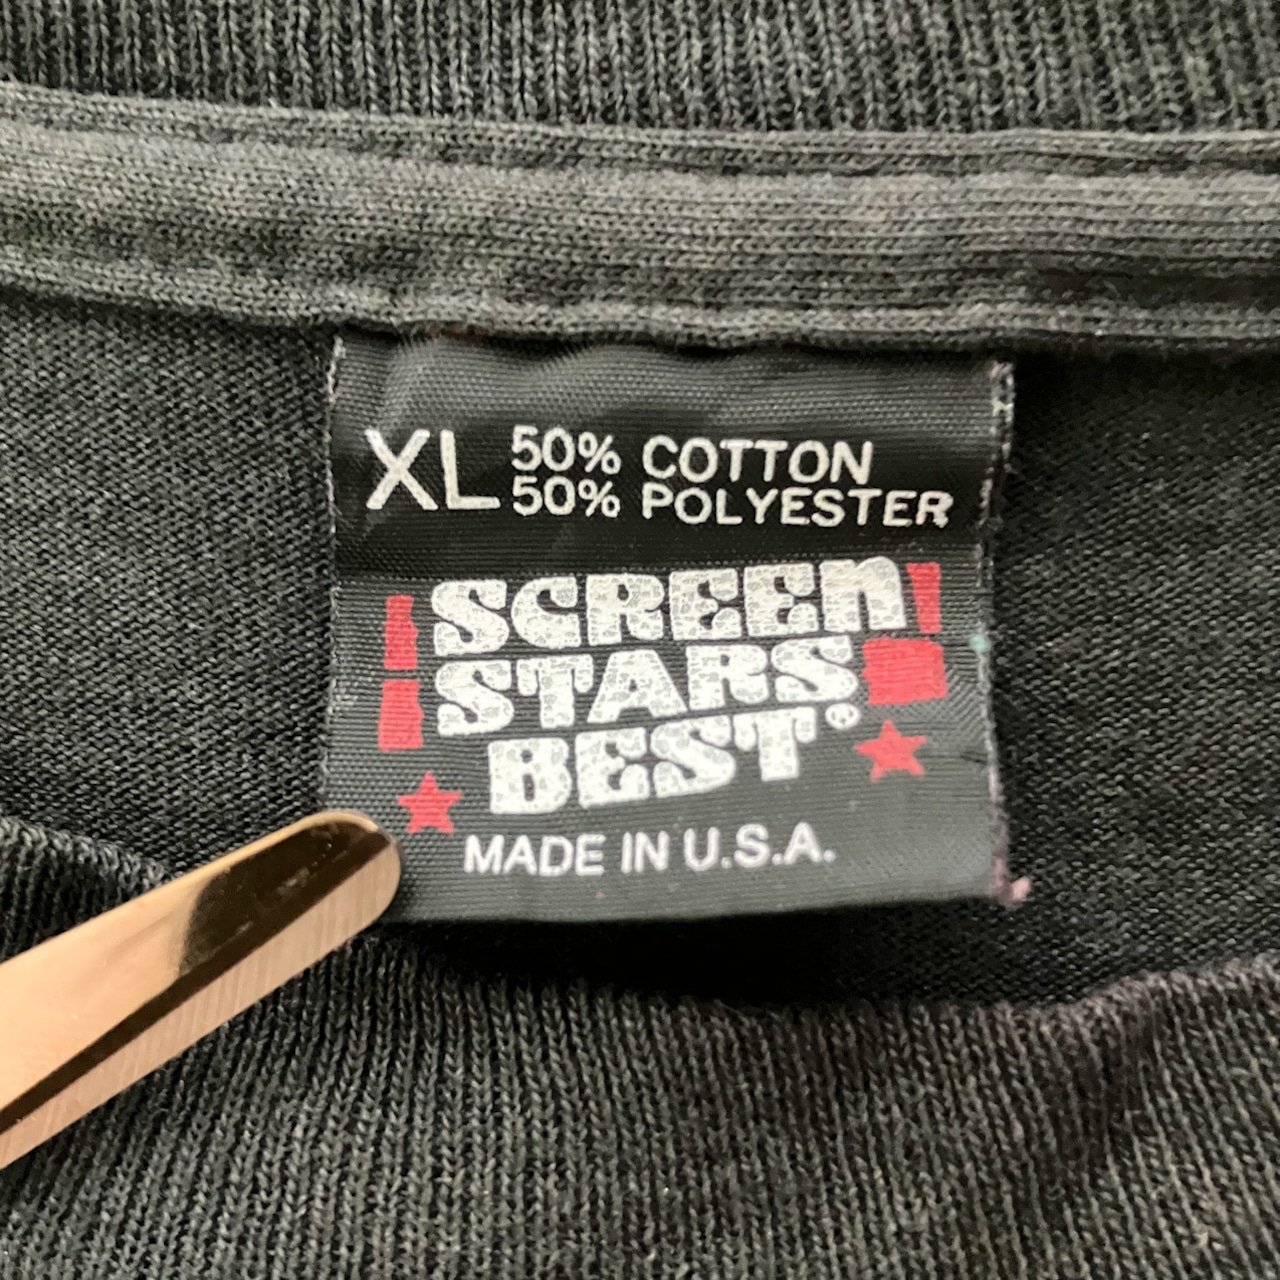 XL 50% COTTON
50% POLYESTER
SCREEN
STARS
BEST®
MADE IN U.S.A.